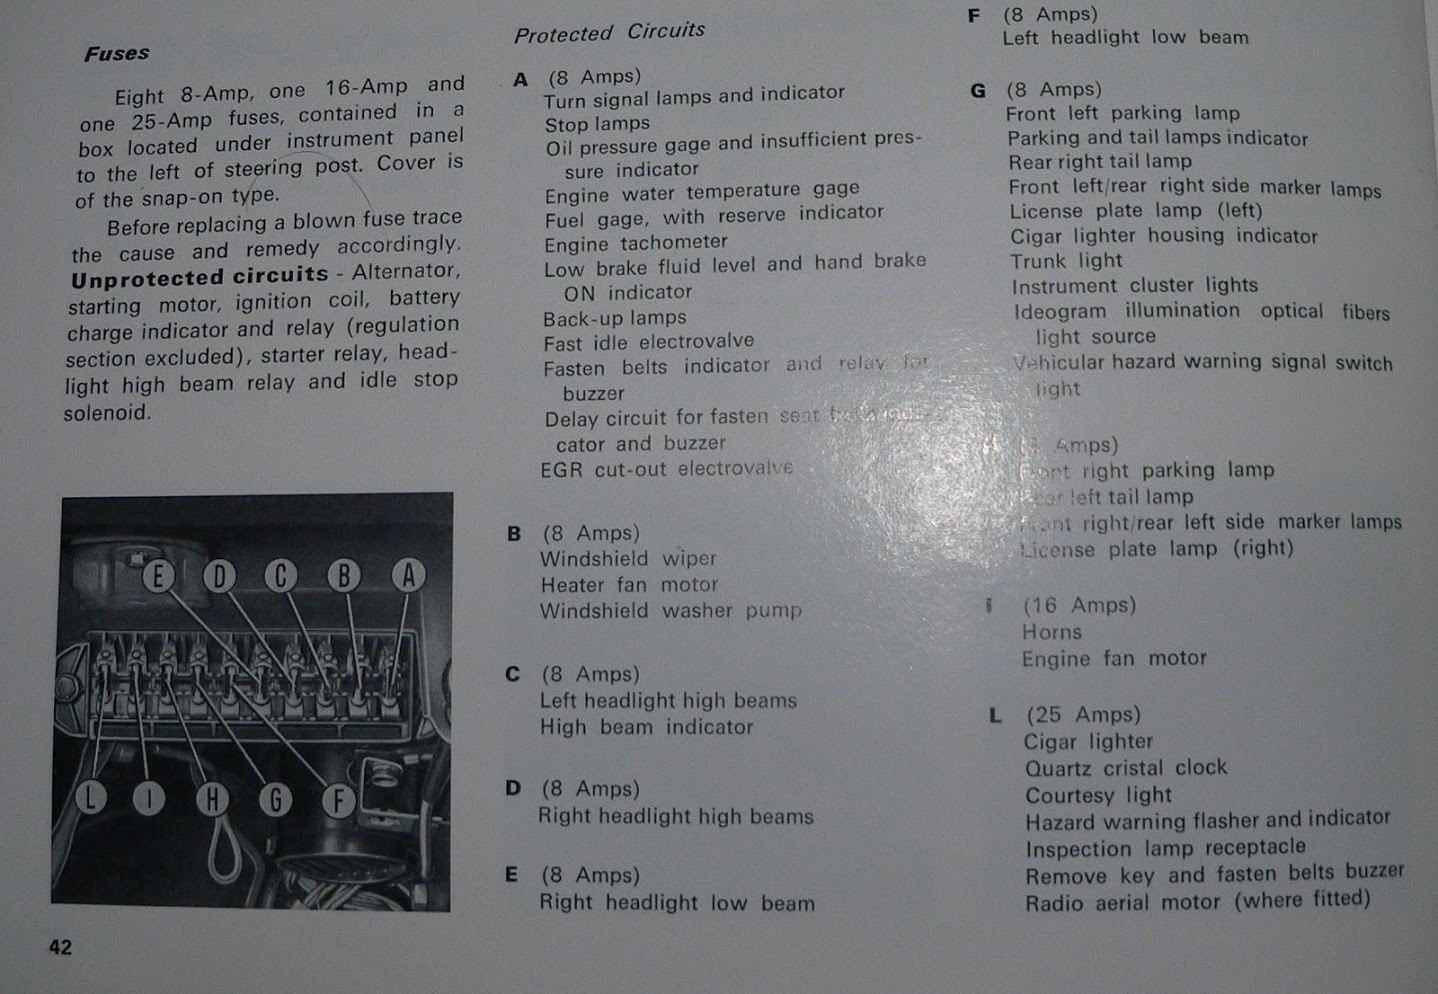 Fuses
Eight 8-Amp, one 16-Amp and
one 25-Amp fuses, contained in a
box located under instrument panel
to the left of steering post. Cover is
of the snap-on type.
Before replacing a blown fuse trace
the cause and remedy accordingly.
Unprotected circuits - Alternator,
starting motor, ignition coil, battery
charge indicator and relay (regulation
section excluded), starter relay, head-
light high beam relay and idle stop
solenoid.
E D C B A
L I H G F
42
Protected Circuits
A (8 Amps)
Turn signal lamps and indicator
Stop lamps
Oil pressure gage and insufficient pres-
sure indicator
Engine water temperature gage
Fuel gage, with reserve indicator
Engine tachometer
Low brake fluid level and hand brake
ON indicator
Back-up lamps
Fast idle electrovalve
Fasten belts indicator and relay for
buzzer
Delay circuit for fasten seat
cator and buzzer
EGR cut-out electrovalve
B (8 Amps)
Windshield wiper
Heater fan motor
Windshield washer pump
C (8 Amps)
Left headlight high beams
High beam indicator
D (8 Amps)
Right headlight high beams
E (8 Amps)
Right headlight low beam
F (8 Amps)
Left headlight low beam
G (8 Amps)
Front left parking lamp
Parking and tail lamps indicator
Rear right tail lamp
Front left/rear right side marker lamps
License plate lamp (left)
Cigar lighter housing indicator
Trunk light
Instrument cluster lights
Ideogram illumination optical fibers
light source
Vehicular hazard warning signal switch
light
Amps)
Front right parking lamp
Rear left tail lamp
Front right/rear left side marker lamps
License plate lamp (right)
I (16 Amps)
Horns
Engine fan motor
L (25 Amps)
Cigar lighter
Quartz cristal clock
Courtesy light
Hazard warning flasher and indicator
Inspection lamp receptacle
Remove key and fasten belts buzzer
Radio aerial motor (where fitted)